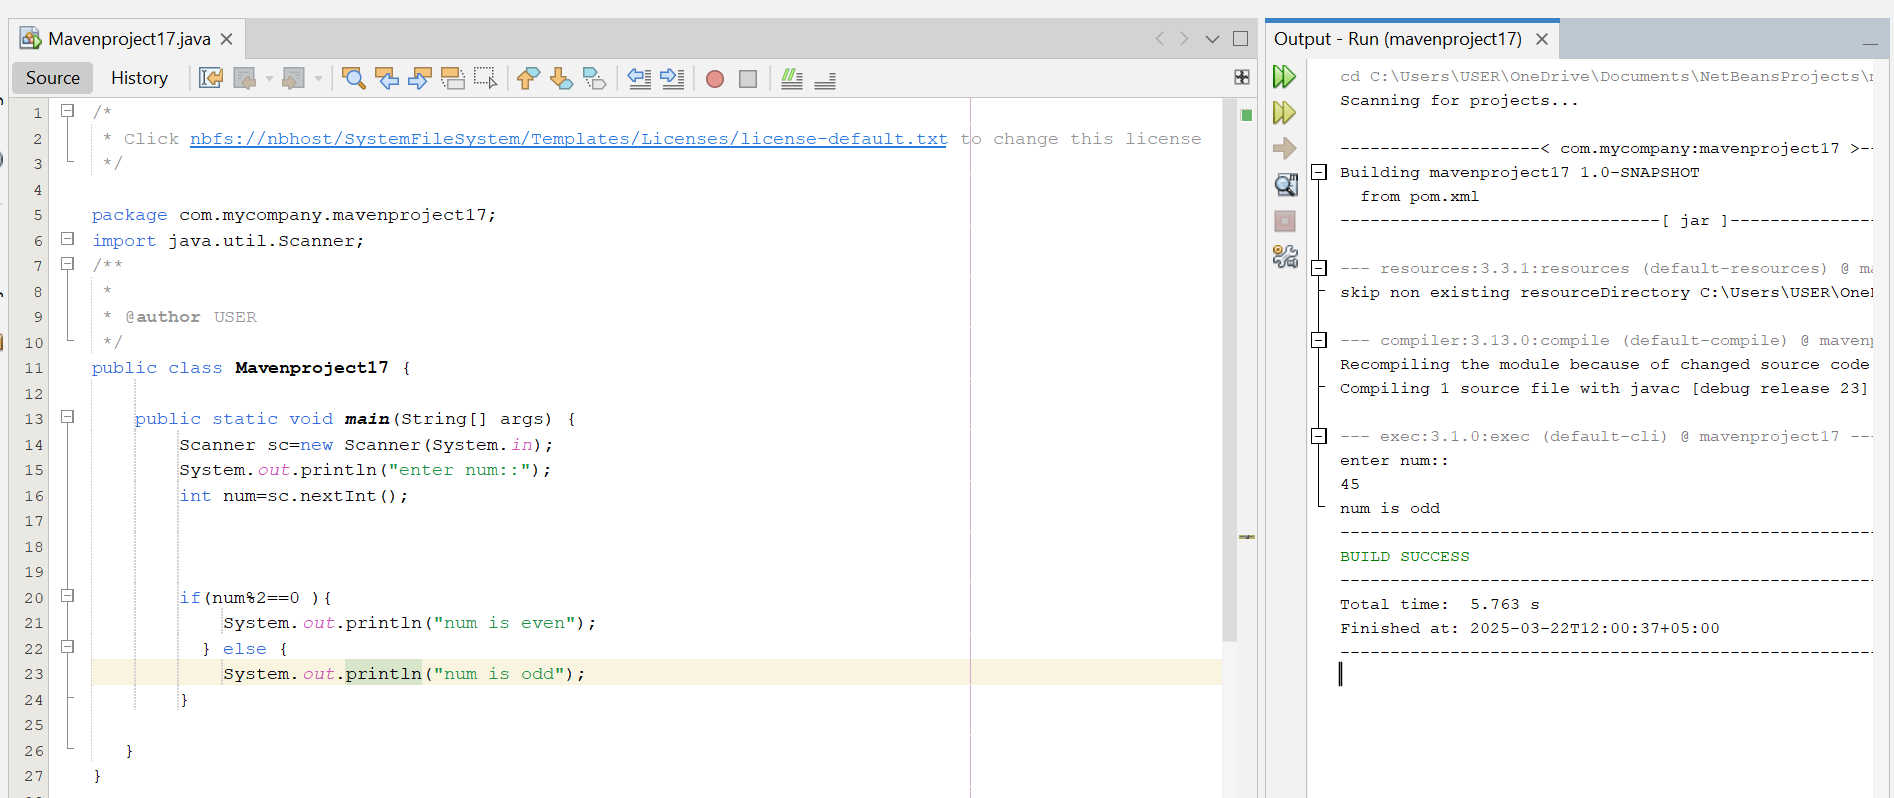 Mavenproject17.java
Source History
1 /*
2 * Click nbfs://nbhost/SystemFileSystem/Templates/Licenses/license-default.txt to change this license
3 */
4
5 package com.mycompany.mavenproject17;
6 import java.util.Scanner;
7 /**
8 *
9 * @author USER
10 */
11 public class Mavenproject17 {
12
13 public static void main(String[] args) {
14 Scanner sc=new Scanner(System.in);
15 System.out.println("enter num::");
16 int num=sc.nextInt();
17
18
19
20 if(num%2==0 ){
21 System.out.println("num is even");
22 } else {
23 System.out.println("num is odd");
24 }
25
26 }
27 }
Output - Run (mavenproject17)
cd C:\Users\USER\OneDrive\Documents\NetBeansProjects\
Scanning for projects...
--------------------< com.mycompany:mavenproject17 >--
Building mavenproject17 1.0-SNAPSHOT
from pom.xml
--------------------------------[ jar ]---------------
--- resources:3.3.1:resources (default-resources) @
skip non existing resourceDirectory C:\Users\USER\One
--- compiler:3.13.0:compile (default-compile) @ maven
Recompiling the module because of changed source code
Compiling 1 source file with javac [debug release 23]
--- exec:3.1.0:exec (default-cli) @ mavenproject17 ---
enter num::
45
num is odd
------------------------------------------------------
BUILD SUCCESS
------------------------------------------------------
Total time:  5.763 s
Finished at: 2025-03-22T12:00:37+05:00
------------------------------------------------------